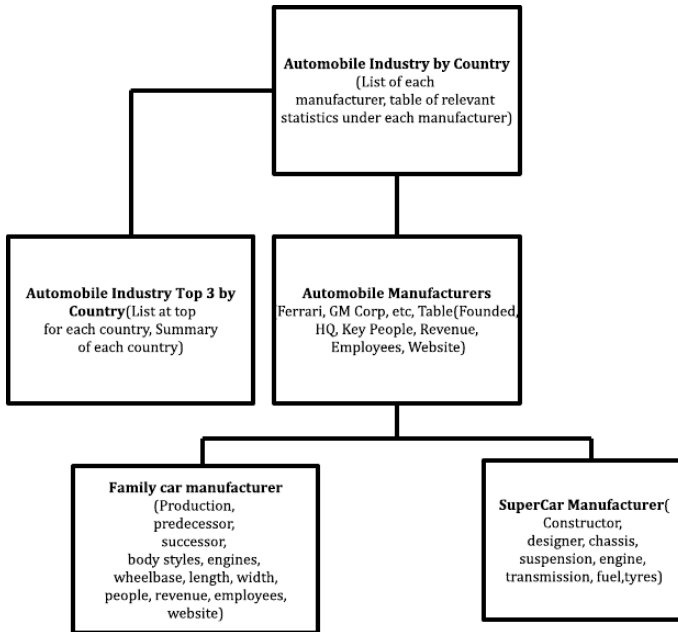 Automobile Industry by Country
(List of each
manufacturer, table of relevant
statistics under each manufacturer)
Automobile Industry Top 3 by
Country(List at top
for each country, Summary
of each country)
Automobile Manufacturers
(Ferrari, GM Corp, etc, Table(Founded,
HQ, Key People, Revenue,
Employees, Website)
Family car manufacturer
(Production,
predecessor,
successor,
body styles, engines,
wheelbase, length, width,
people, revenue, employees,
website)
SuperCar Manufacturer(
Constructor,
designer, chassis,
suspension, engine,
transmission, fuel,tyres)